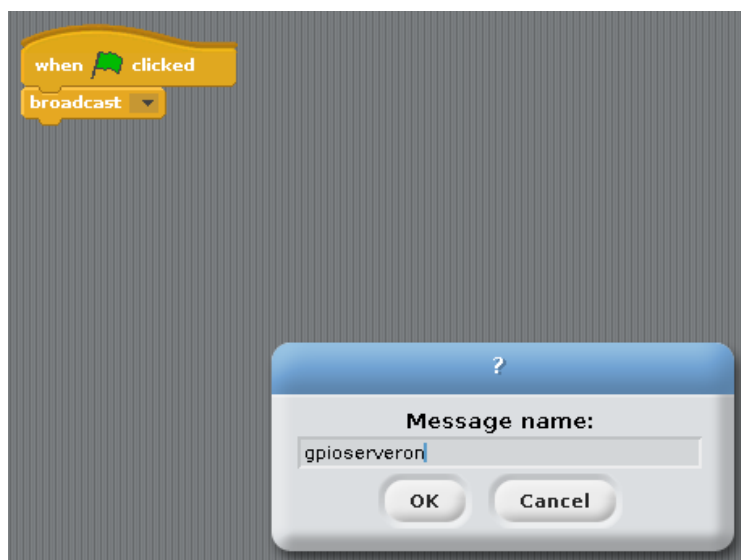 when clicked
broadcast
?
Message name:
gpioserveron
OK Cancel